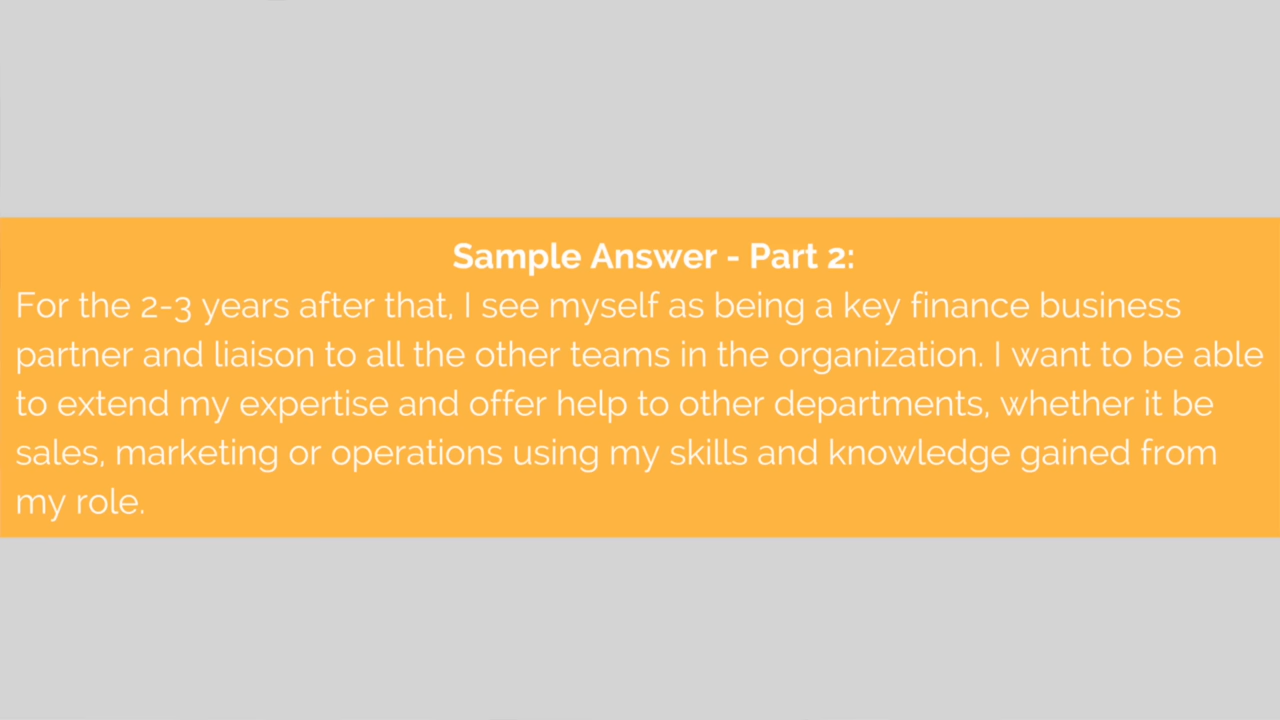 Sample Answer - Part 2:
For the 2-3 years after that, I see myself as being a key finance business
partner and liaison to all the other teams in the organization. I want to be able
to extend my expertise and offer help to other departments, whether it be
sales, marketing or operations using my skills and knowledge gained from
my role.